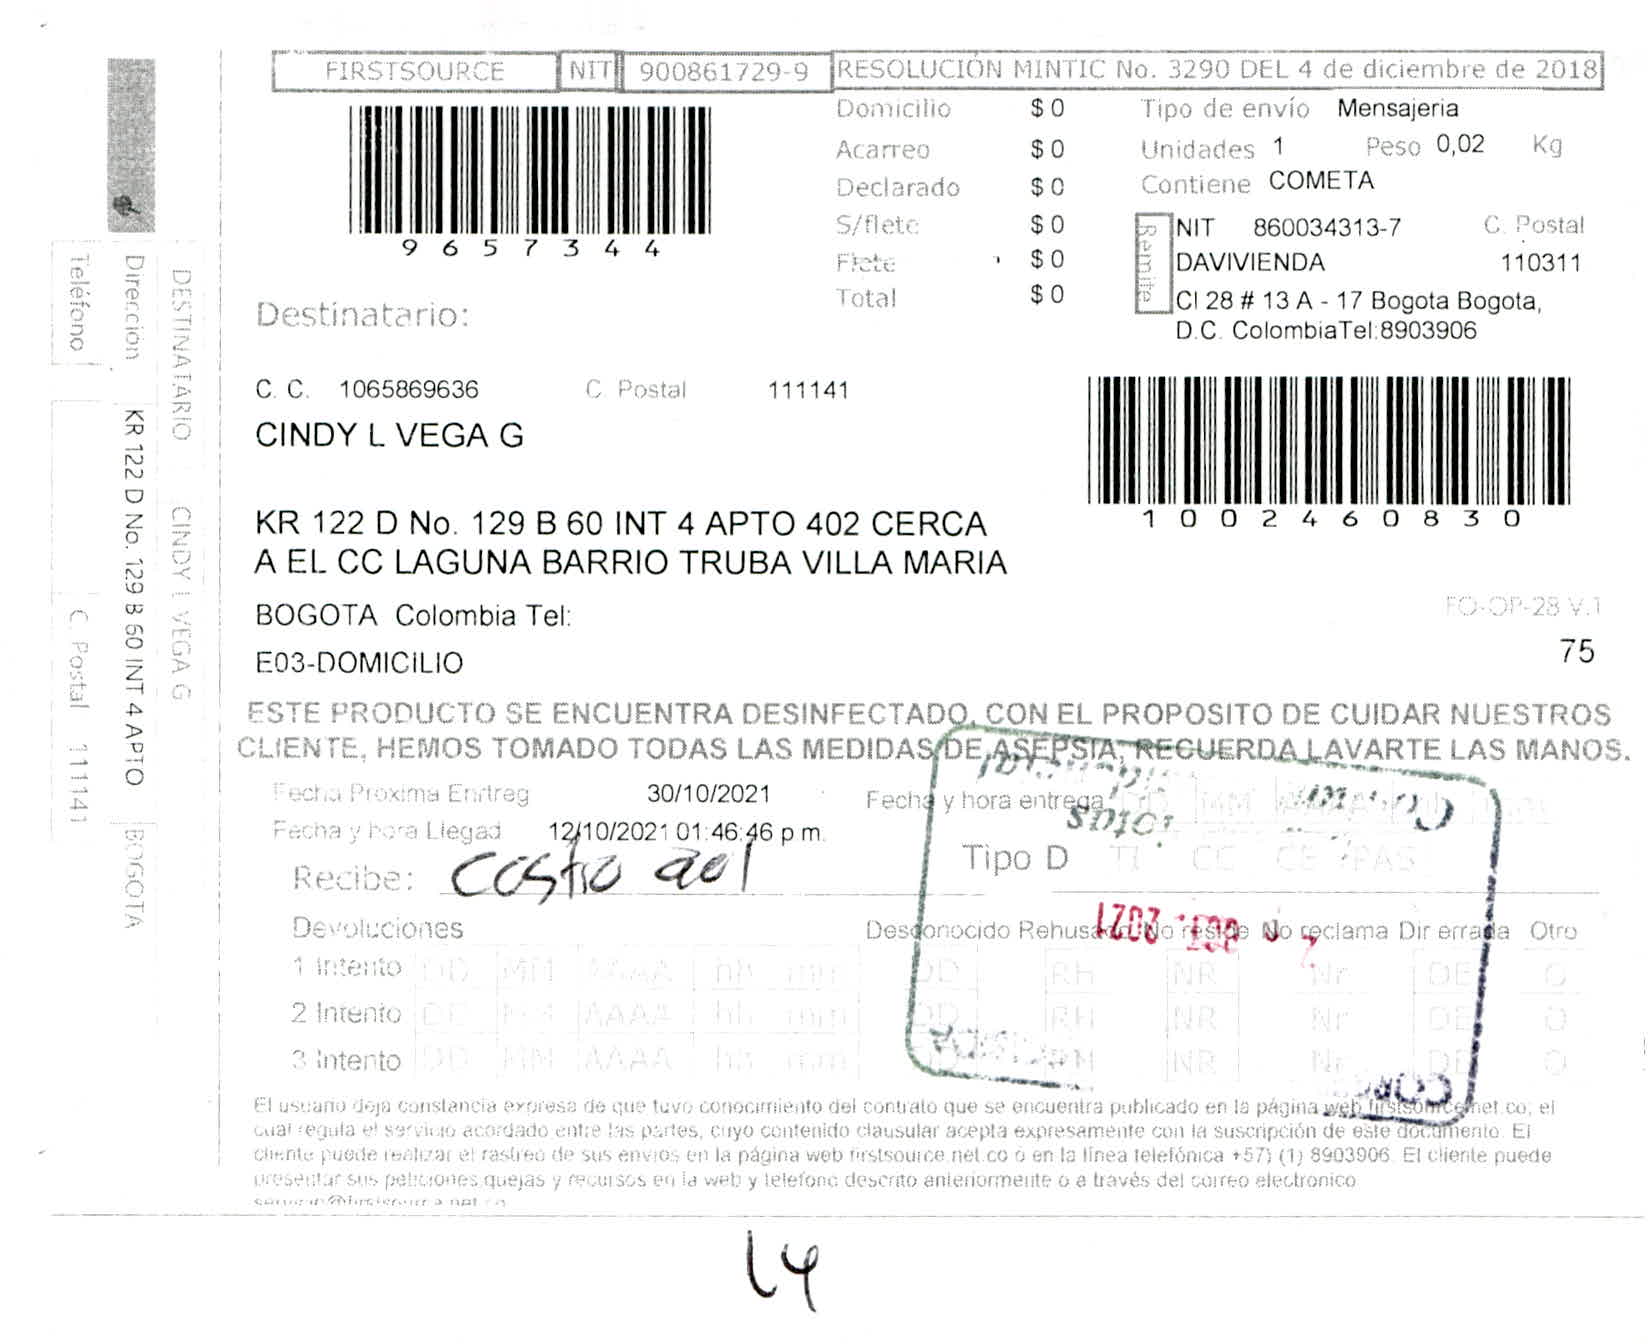 FIRSTSOURCE NIT 900861729-9 RESOLUCIÓN MINTIC No. 3290 DEL 4 de diciembre de 2018
9657344
Domicilio $ 0
Acarreo $ 0
Declarado $ 0
S/flete $ 0
Flete $ 0
Total $ 0
Tipo de envío Mensajeria
Unidades 1 Peso 0,02 Kg
Contiene COMETA
Remite
NIT 860034313-7 C. Postal
DAVIVIENDA 110311
Cl 28 # 13 A - 17 Bogota Bogota,
D.C. ColombiaTel:8903906
Destinatario:
C. C. 1065869636 C. Postal 111141
CINDY L VEGA G
1002460830
KR 122 D No. 129 B 60 INT 4 APTO 402 CERCA
A EL CC LAGUNA BARRIO TRUBA VILLA MARIA
BOGOTA Colombia Tel:
FO-OP-28 V.1
75
E03-DOMICILIO
ESTE PRODUCTO SE ENCUENTRA DESINFECTADO, CON EL PROPOSITO DE CUIDAR NUESTROS
CLIENTE, HEMOS TOMADO TODAS LAS MEDIDAS DE ASEPSIA, RECUERDA LAVARTE LAS MANOS.
Fecha Proxima Enrtreg 30/10/2021 Fecha y hora entrega DD MM
Fecha y hora Llegad 12/10/2021 01:46:46 p m.
Tipo D TI CC CE PAS
Recibe:
OCT. 2021
Devoluciones Desconocido Rehusado No reside No reclama Dir errada Otro
1 Intento DD MM AAAA hh mm DD RH NR Nr DE O
2 Intento DD MM AAAA hh mm DD RH NR Nr DE O
3 Intento DD MM AAAA hh mm DD RH NR Nr DE O
El usuario deja constancia expresa de que tuvo conocimiento del contrato que se encuentra publicado en la página web firstsource.net.co; el
cual regula el servicio acordado entre las partes, cuyo contenido clausular acepta expresamente con la suscripción de este documento. El
cliente puede realizar el rastreo de sus envios en la página web firstsource.net.co o en la línea telefónica +57) (1) 8903906. El cliente puede
presentar sus peticiones quejas y recursos en la web y telefono descrito anteriormente o a través del correo electronico
14
DESTINATARIO CINDY L VEGA G
Dirección KR 122 D No. 129 B 60 INT 4 APTO BOGOTA
Teléfono C. Postal 111141